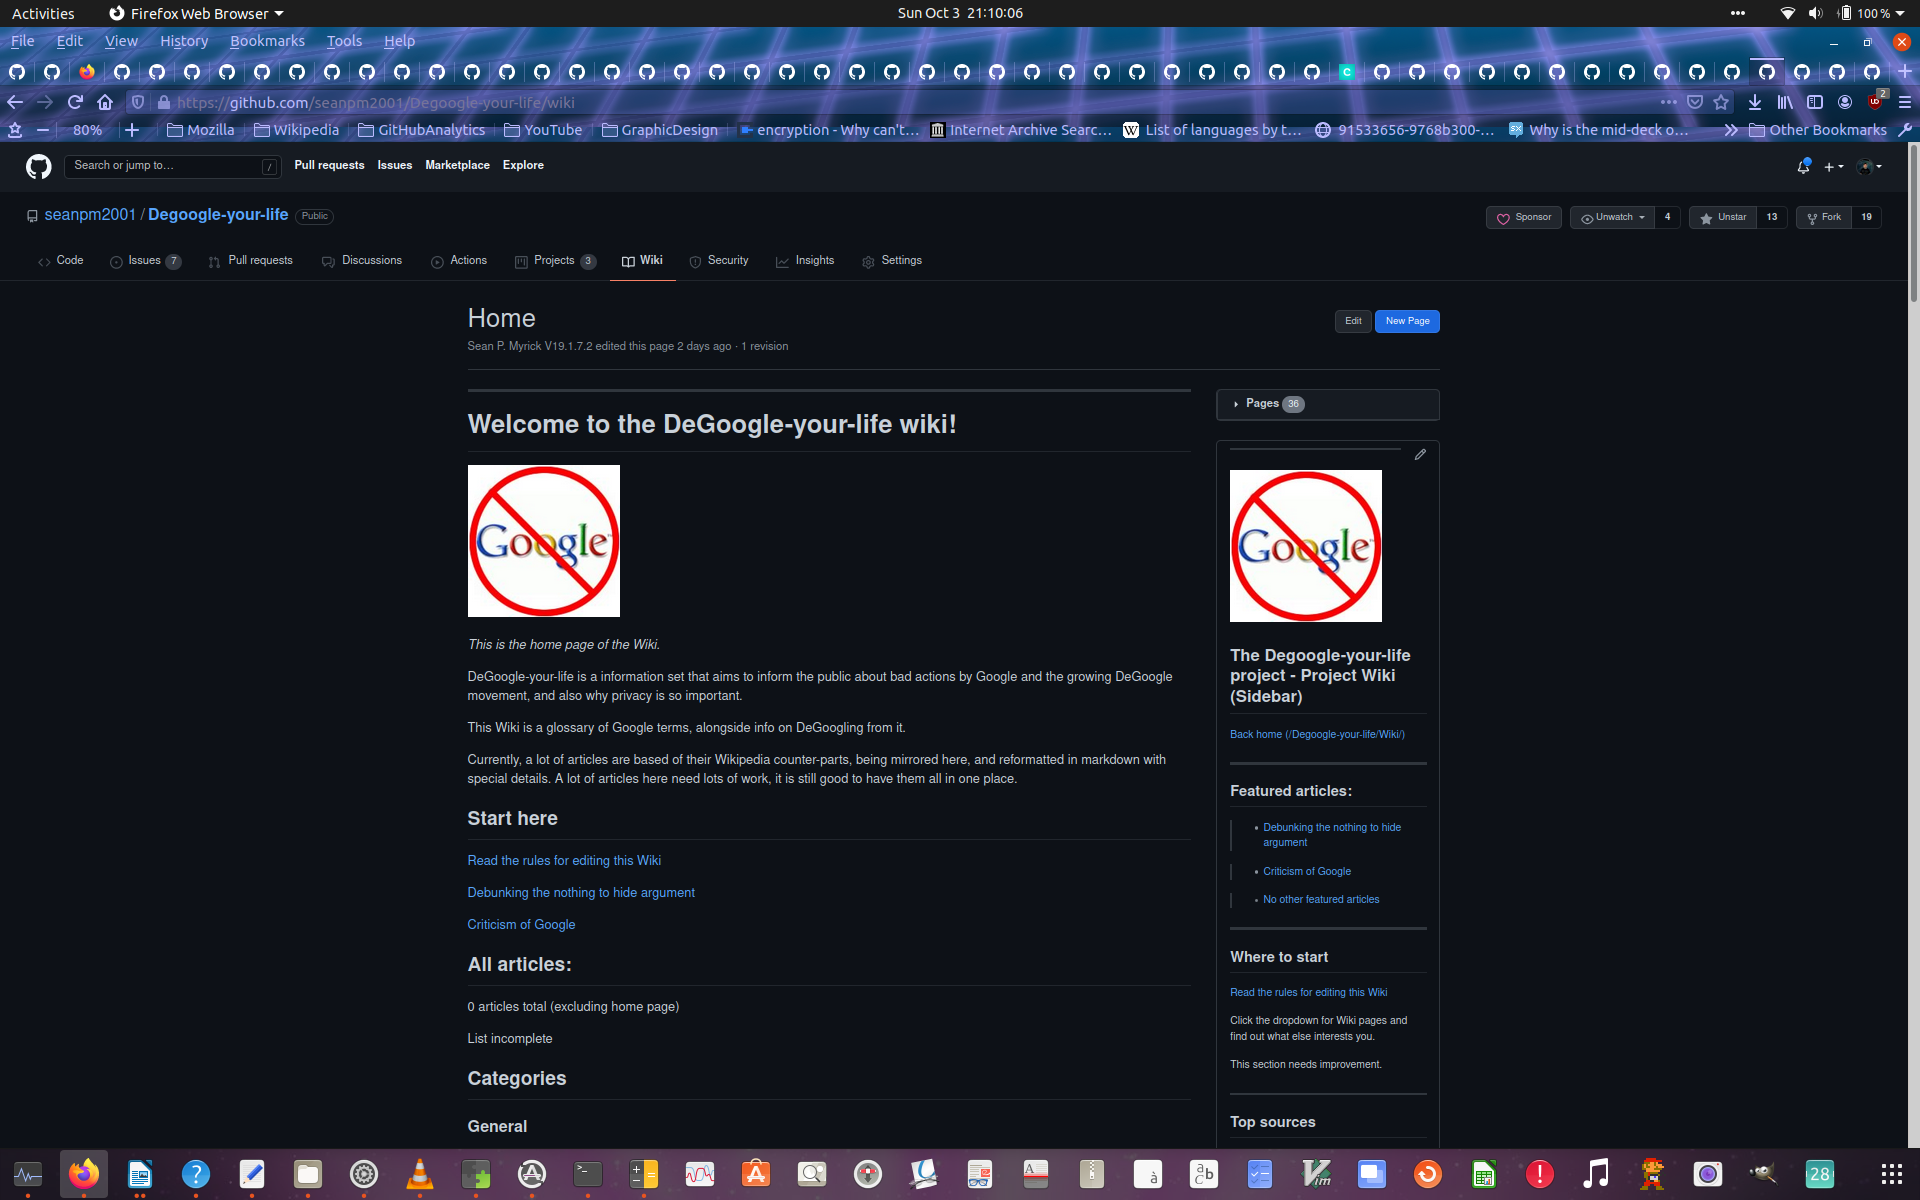 Activities
Firefox Web Browser
Sun Oct 3 21:10:06
100 %
File Edit View History Bookmarks Tools Help
https://github.com/seanpm2001/Degoogle-your-life/wiki
2
80%
Mozilla
Wikipedia
GitHubAnalytics
YouTube
GraphicDesign
encryption - Why can't…
Internet Archive Searc…
List of languages by t…
91533656-9768b300-…
Why is the mid-deck o…
Other Bookmarks
Search or jump to…
/
Pull requests
Issues
Marketplace
Explore
seanpm2001 / Degoogle-your-life
Public
Sponsor
Unwatch 4
Unstar 13
Fork 19
Code
Issues 7
Pull requests
Discussions
Actions
Projects 3
Wiki
Security
Insights
Settings
Home
Edit
New Page
Sean P. Myrick V19.1.7.2 edited this page 2 days ago · 1 revision
Welcome to the DeGoogle-your-life wiki!
Google
This is the home page of the Wiki.
DeGoogle-your-life is a information set that aims to inform the public about bad actions by Google and the growing DeGoogle
movement, and also why privacy is so important.
This Wiki is a glossary of Google terms, alongside info on DeGoogling from it.
Currently, a lot of articles are based of their Wikipedia counter-parts, being mirrored here, and reformatted in markdown with
special details. A lot of articles here need lots of work, it is still good to have them all in one place.
Start here
Read the rules for editing this Wiki
Debunking the nothing to hide argument
Criticism of Google
All articles:
0 articles total (excluding home page)
List incomplete
Categories
General
Pages 36
Google
The Degoogle-your-life
project - Project Wiki
(Sidebar)
Back home (/Degoogle-your-life/Wiki/)
Featured articles:
Debunking the nothing to hide
argument
Criticism of Google
No other featured articles
Where to start
Read the rules for editing this Wiki
Click the dropdown for Wiki pages and
find out what else interests you.
This section needs improvement.
Top sources
28